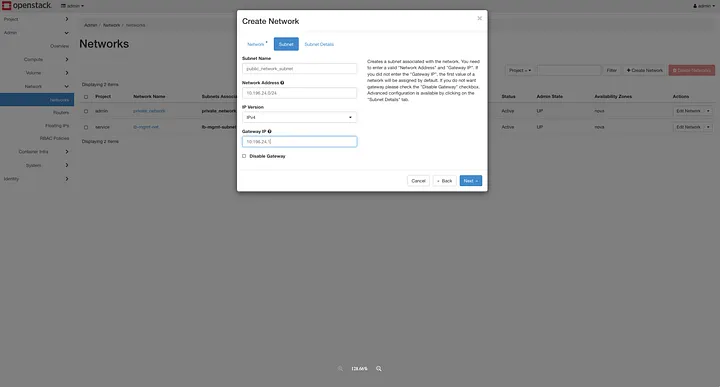 openstack.
admin
admin
Project
Admin
Overview
Compute
Volume
Network
Networks
Routers
Floating IPs
RBAC Policies
Container Infra
System
Identity
Admin / Network / Networks
Networks
Project
Filter
+ Create Network
Delete Networks
Displaying 2 items
Project Network Name Subnets Associated Status Admin State Availability Zones Actions
admin private_network Active UP nova Edit Network
service lb-mgmt-net Active UP nova Edit Network
Displaying 2 items
Create Network
Network * Subnet Subnet Details
Subnet Name
public_network_subnet
Network Address
10.196.24.0/24
IP Version
IPv4
Gateway IP
10.196.24.1
Disable Gateway
Creates a subnet associated with the network. You need
to enter a valid "Network Address" and "Gateway IP". If
you did not enter the "Gateway IP", the first value of a
network will be assigned by default. If you do not want
gateway please check the "Disable Gateway" checkbox.
Advanced configuration is available by clicking on the
"Subnet Details" tab.
Cancel
« Back
Next »